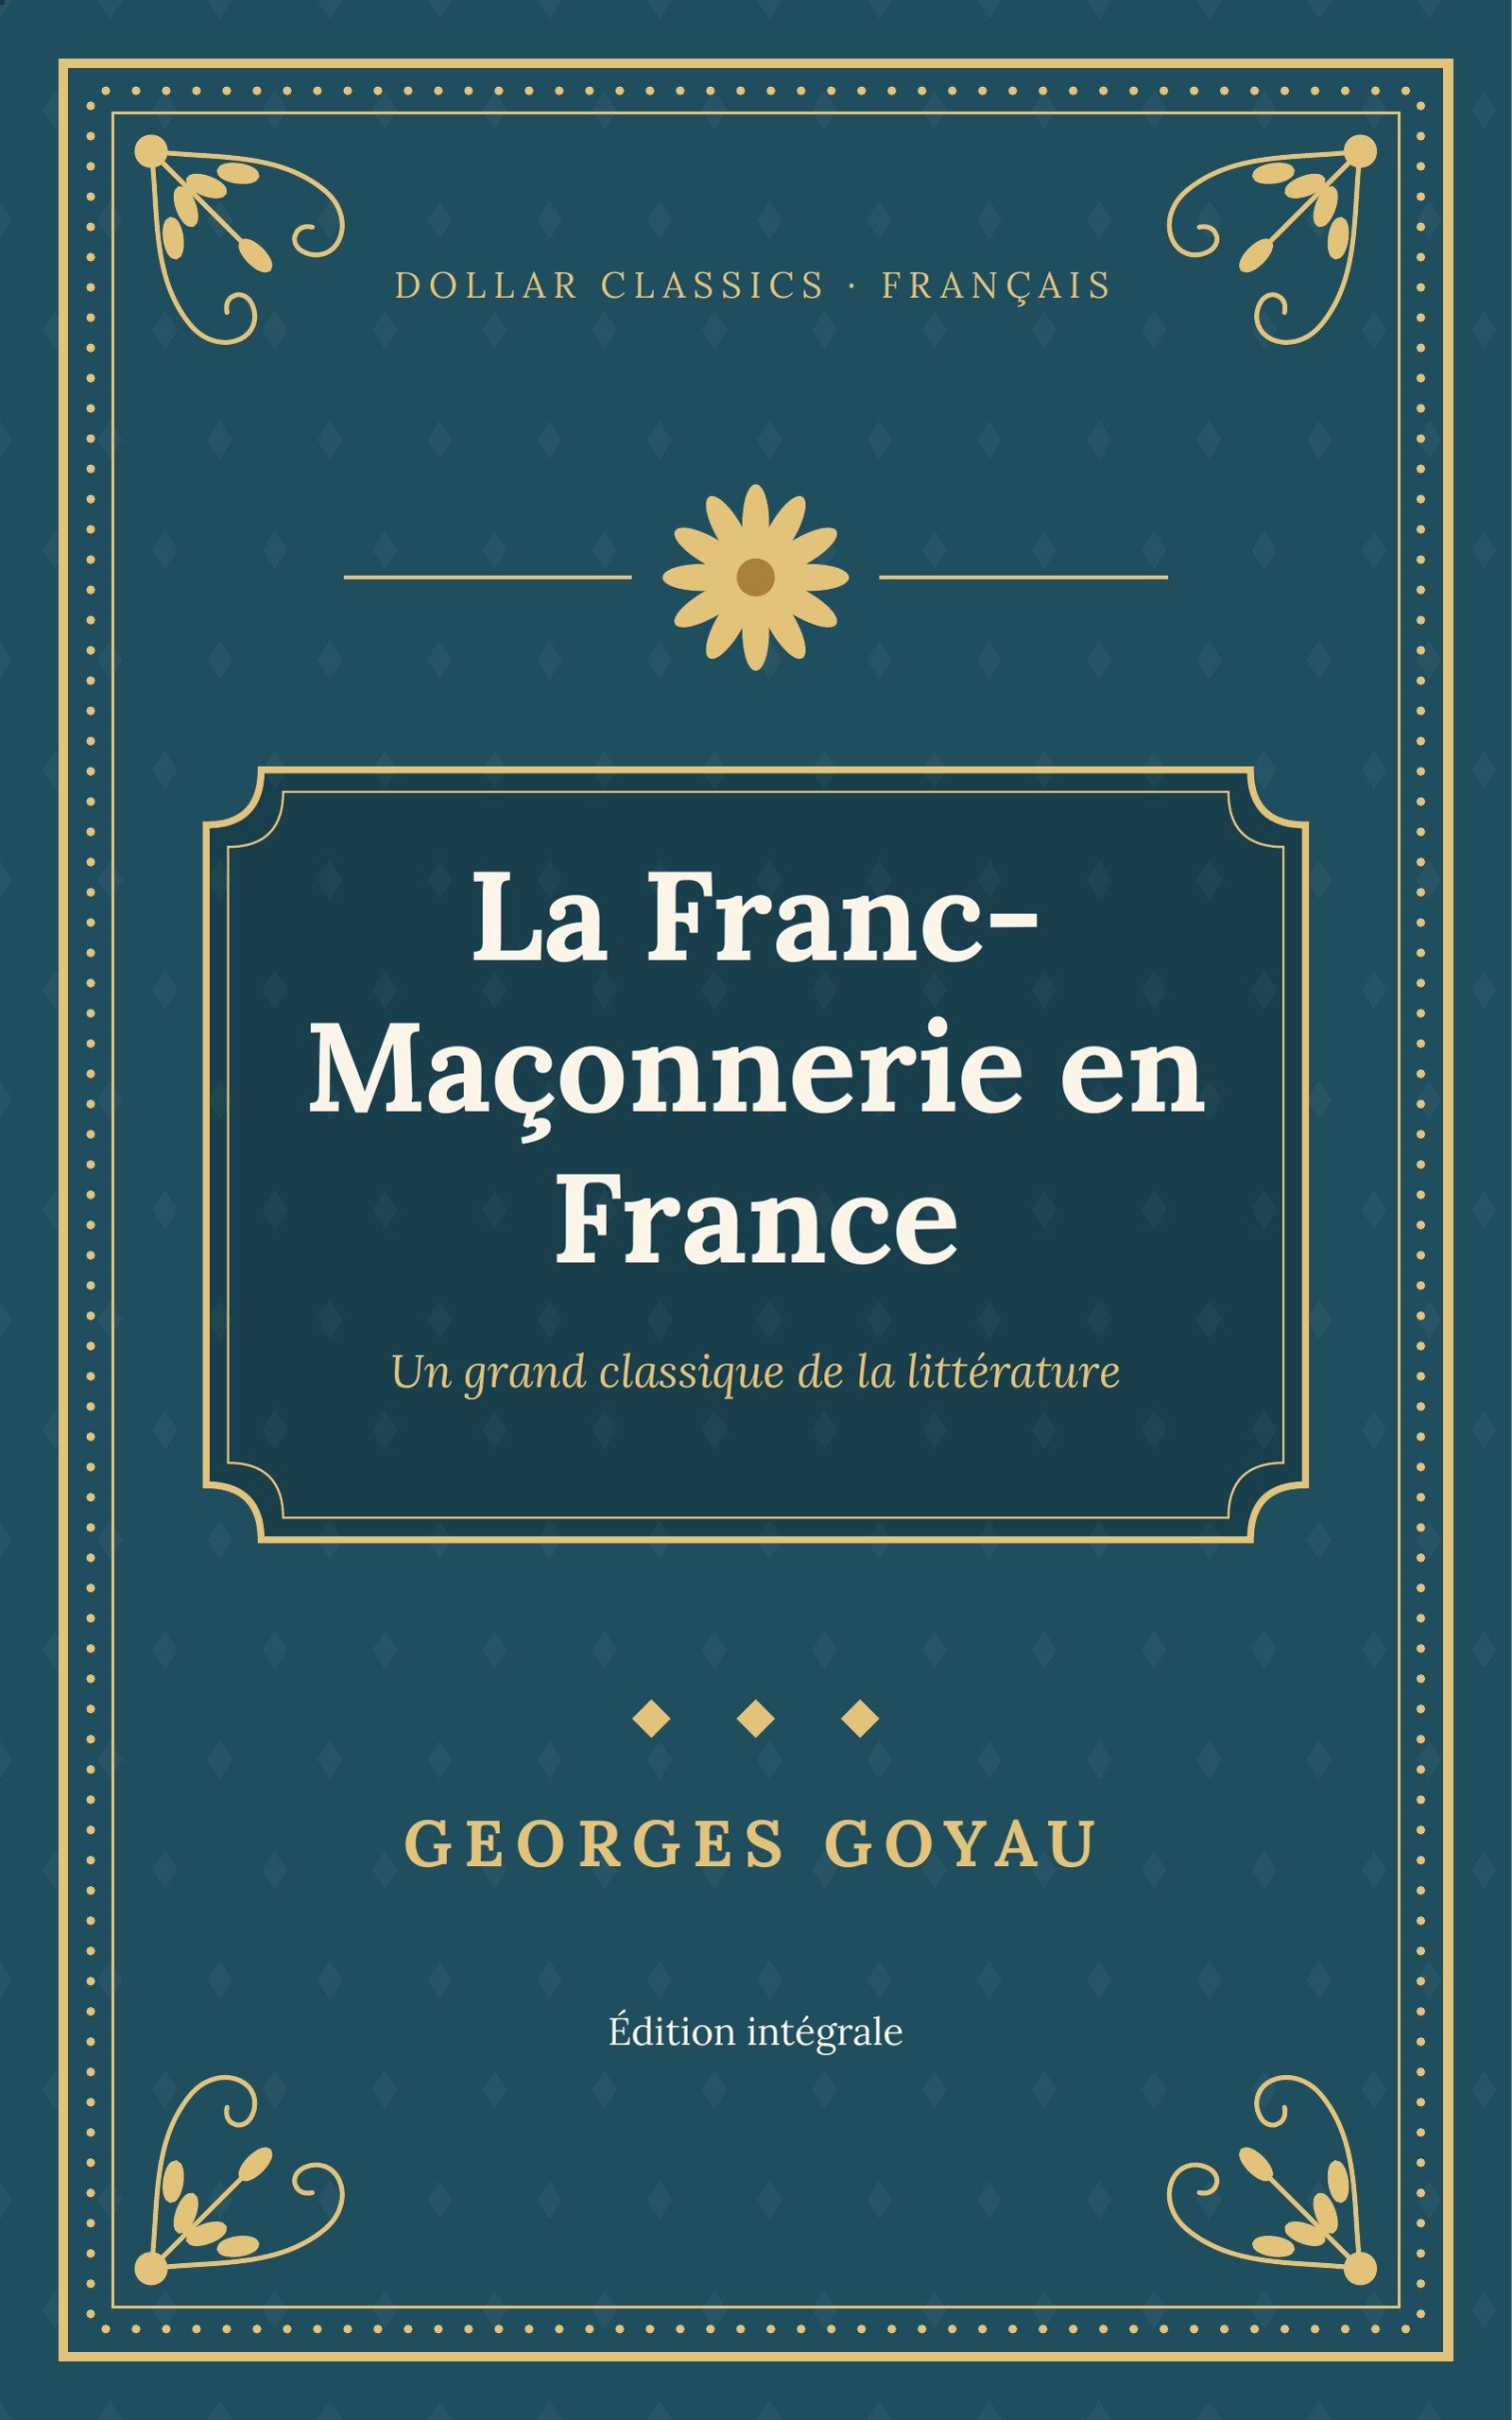 DOLLAR CLASSICS · FRANÇAIS
La Franc-
Maçonnerie en
France
Un grand classique de la littérature
GEORGES GOYAU
Édition intégrale